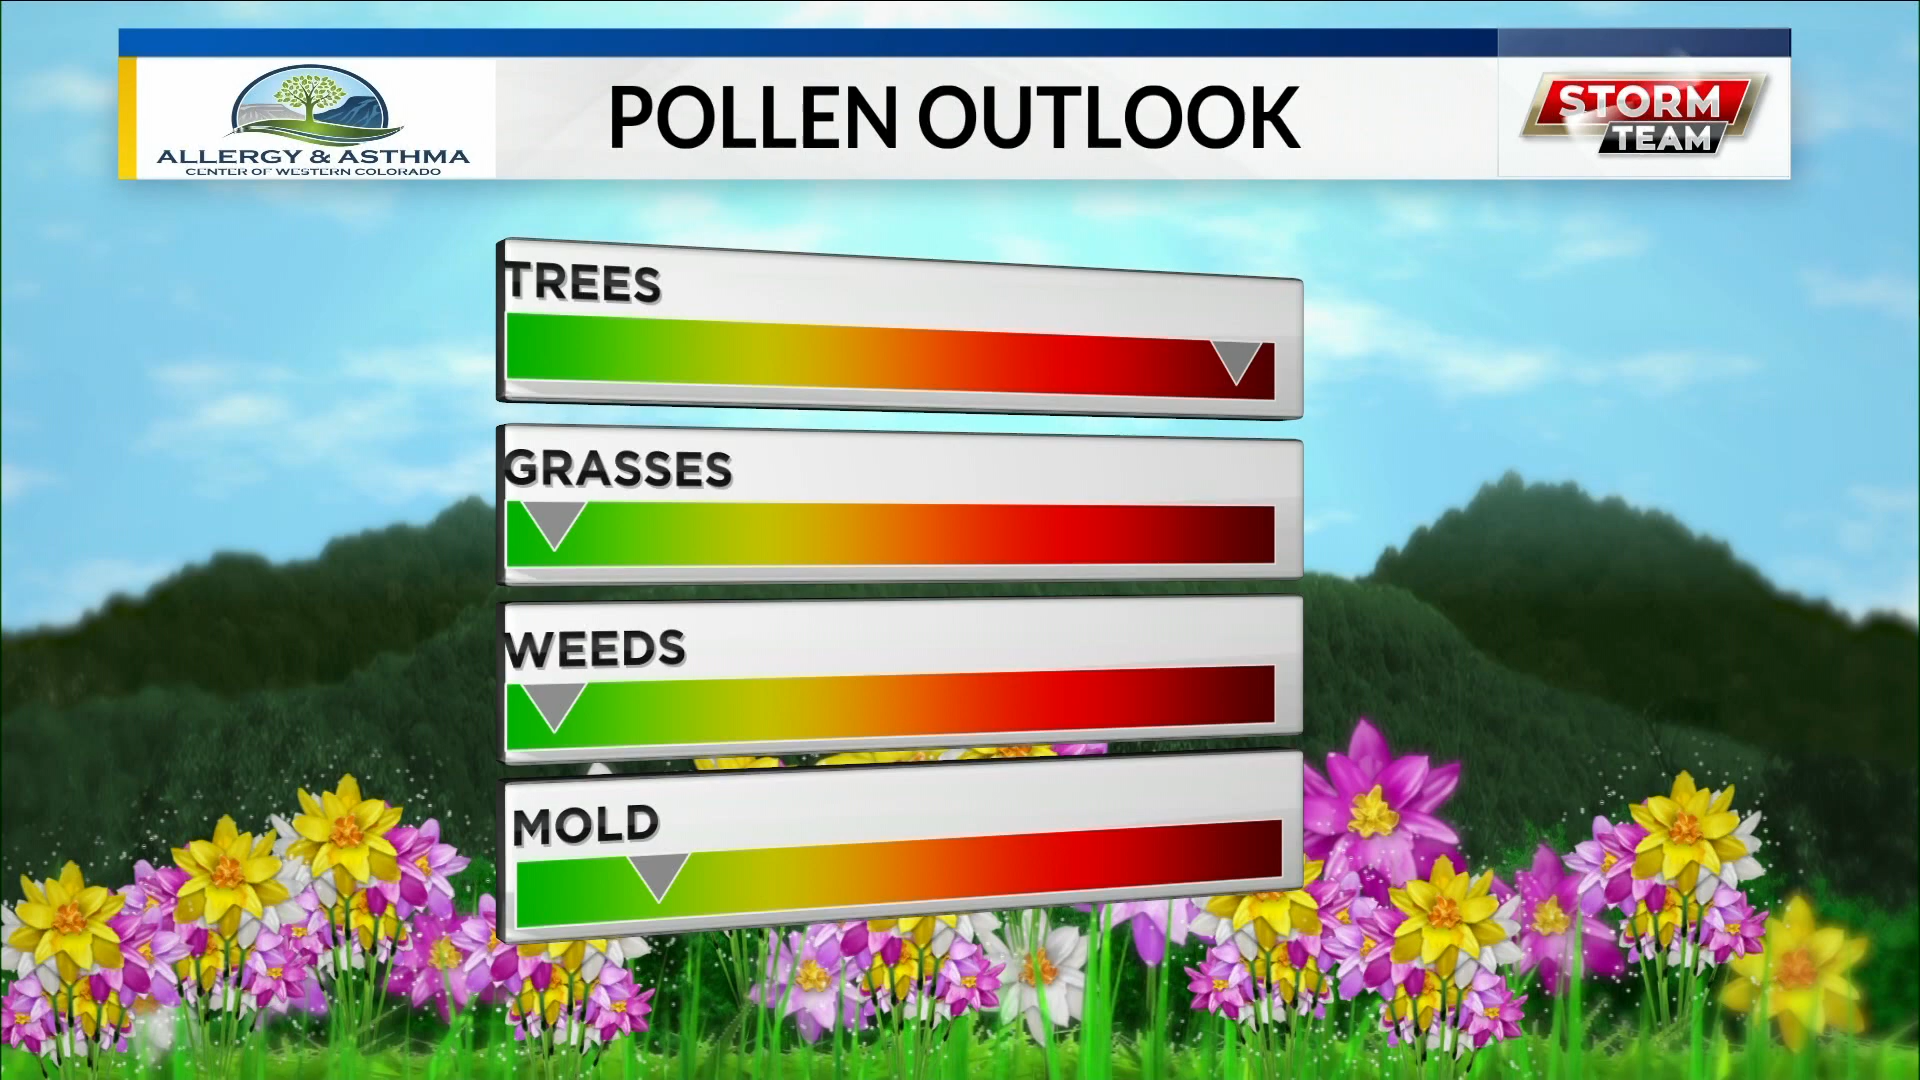 ALLERGY & ASTHMA
CENTER OF WESTERN COLORADO
POLLEN OUTLOOK
STORM
TEAM
TREES
GRASSES
WEEDS
MOLD